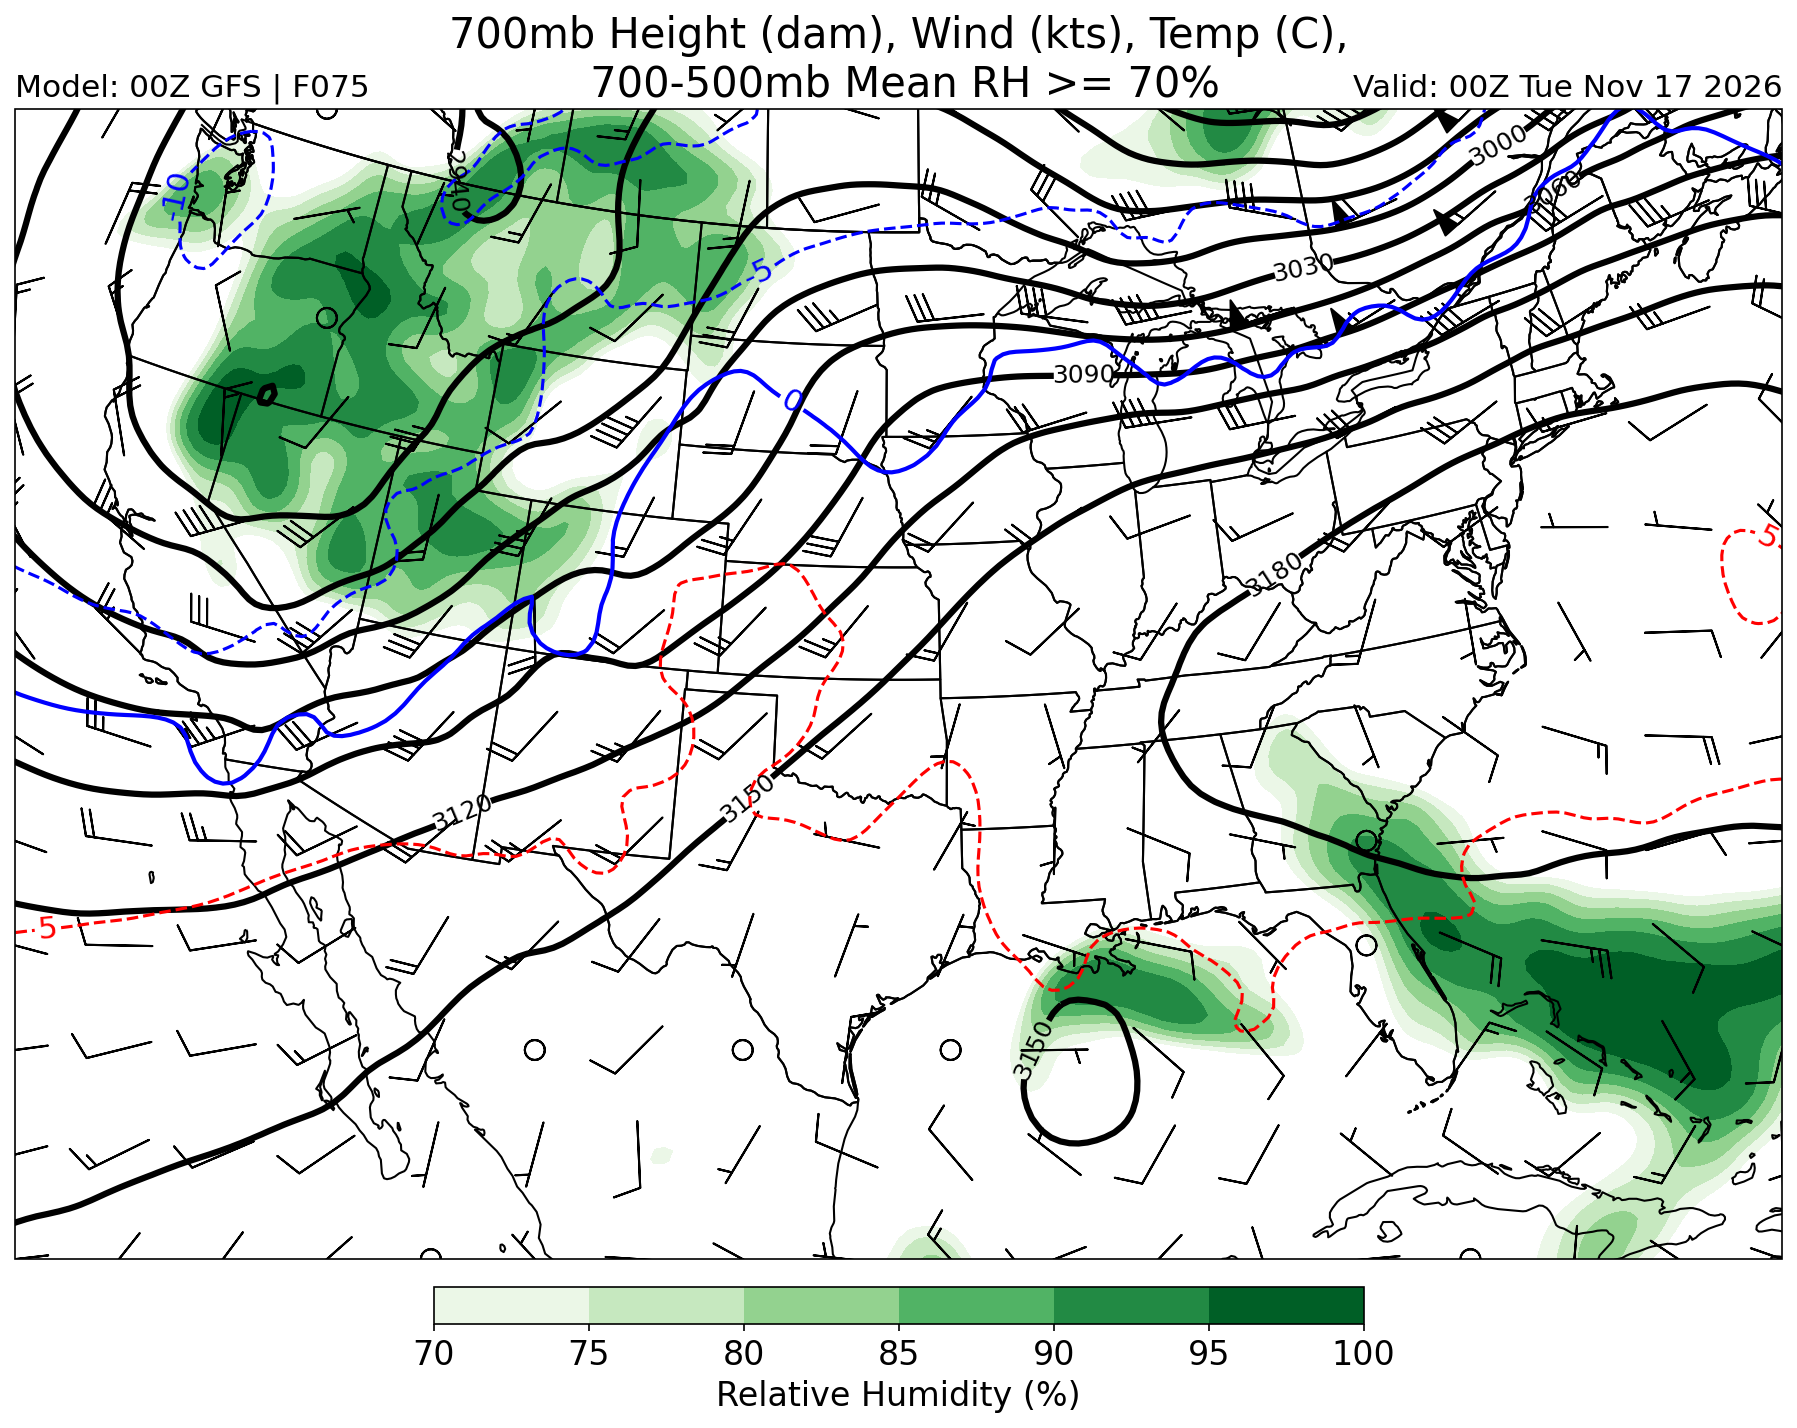 700mb Height (dam), Wind (kts), Temp (C),
700-500mb Mean RH >= 70%
Model: 00Z GFS | F075
Valid: 00Z Tue Nov 17 2026
2940
3000
-10
3060
-5
3030
0
3090
5
3180
3150
3120
5
3150
70 75 80 85 90 95 100
Relative Humidity (%)